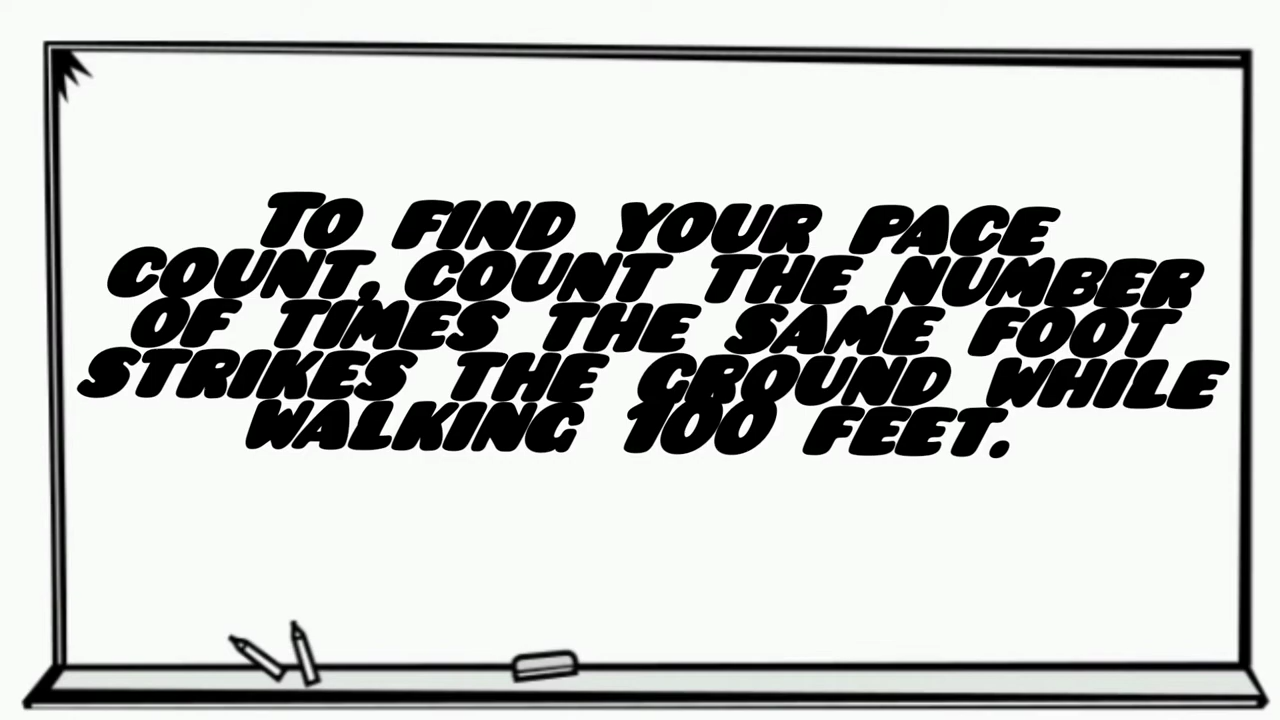 To find your pace
count, count the number
of times the same foot
strikes the ground while
walking 100 feet.